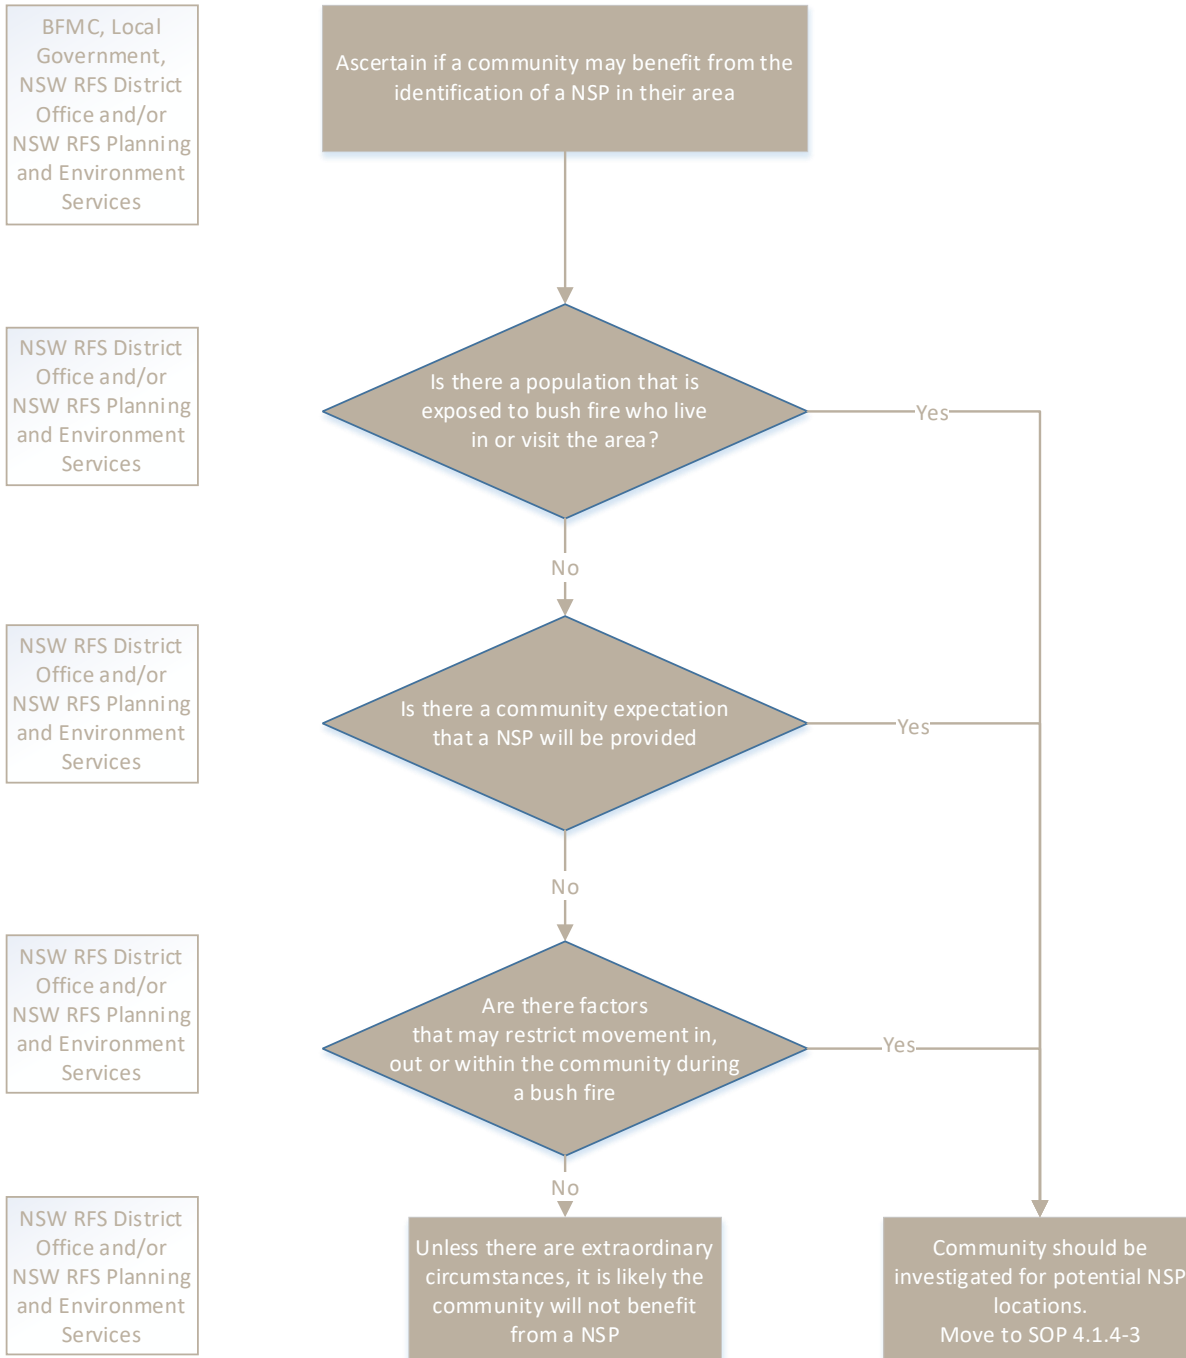 BFMC, Local
Government,
NSW RFS District
Office and/or
NSW RFS Planning
and Environment
Services
Ascertain if a community may benefit from the
identification of a NSP in their area
NSW RFS District
Office and/or
NSW RFS Planning
and Environment
Services
Is there a population that is
exposed to bush fire who live
in or visit the area?
Yes
No
NSW RFS District
Office and/or
NSW RFS Planning
and Environment
Services
Is there a community expectation
that a NSP will be provided
Yes
No
NSW RFS District
Office and/or
NSW RFS Planning
and Environment
Services
Are there factors
that may restrict movement in,
out or within the community during
a bush fire
Yes
No
NSW RFS District
Office and/or
NSW RFS Planning
and Environment
Services
Unless there are extraordinary
circumstances, it is likely the
community will not benefit
from a NSP
Community should be
investigated for potential NSP
locations.
Move to SOP 4.1.4-3